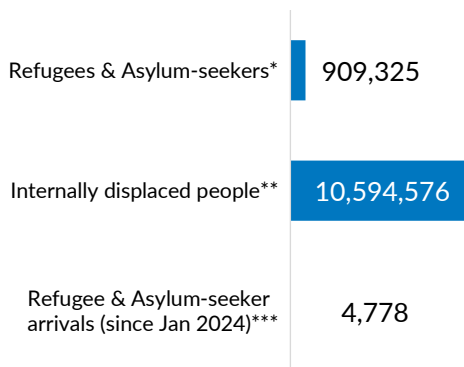 Refugees & Asylum-seekers* 909,325
Internally displaced people** 10,594,576
Refugee & Asylum-seeker
arrivals (since Jan 2024)*** 4,778